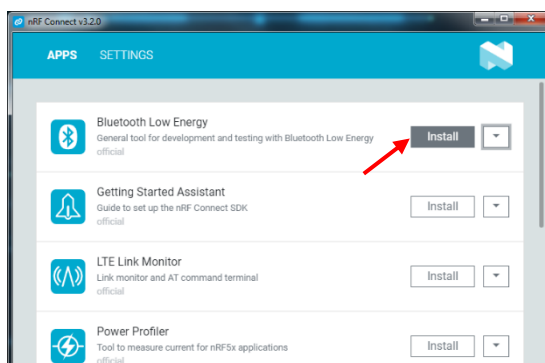 nRF Connect v3.2.0
APPS SETTINGS
Bluetooth Low Energy
General tool for development and testing with Bluetooth Low Energy
official
Install
Getting Started Assistant
Guide to set up the nRF Connect SDK
official
Install
LTE Link Monitor
Link monitor and AT command terminal
official
Install
Power Profiler
Tool to measure current for nRF5x applications
official
Install